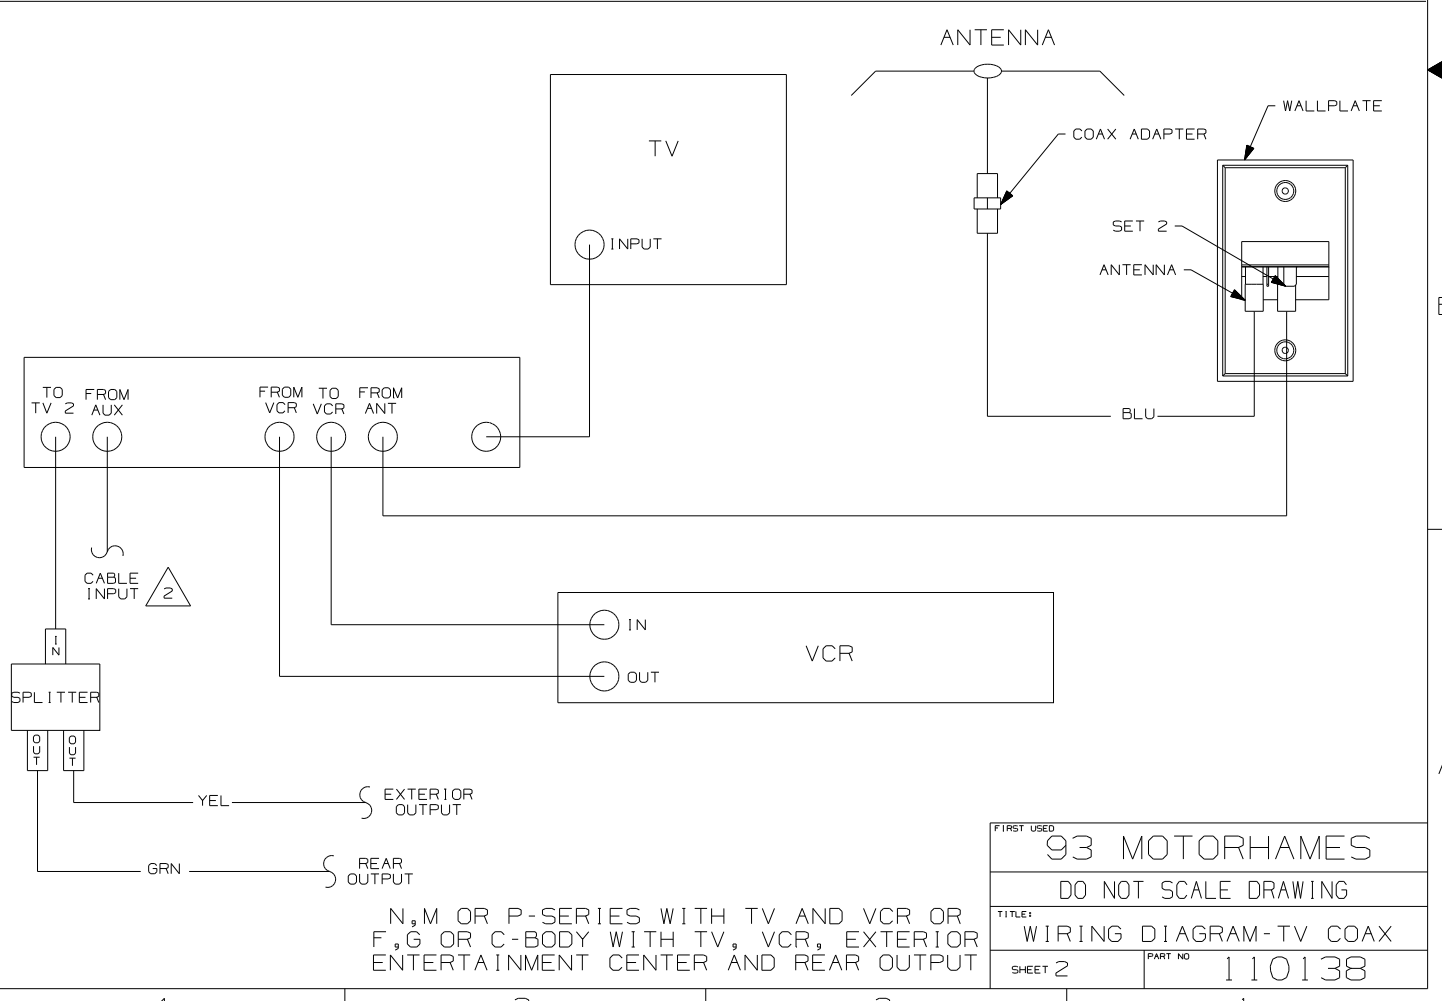 ANTENNA
WALLPLATE
COAX ADAPTER
TV
SET 2
INPUT
ANTENNA
TO
TV 2
FROM
AUX
FROM
VCR
TO
VCR
FROM
ANT
BLU
CABLE
INPUT
2
IN
VCR
OUT
IN
SPLITTER
OUT
OUT
YEL
EXTERIOR
OUTPUT
GRN
REAR
OUTPUT
N,M OR P-SERIES WITH TV AND VCR OR
F,G OR C-BODY WITH TV, VCR, EXTERIOR
ENTERTAINMENT CENTER AND REAR OUTPUT
FIRST USED
93 MOTORHAMES
DO NOT SCALE DRAWING
TITLE:
WIRING DIAGRAM-TV COAX
SHEET 2
PART NO
110138